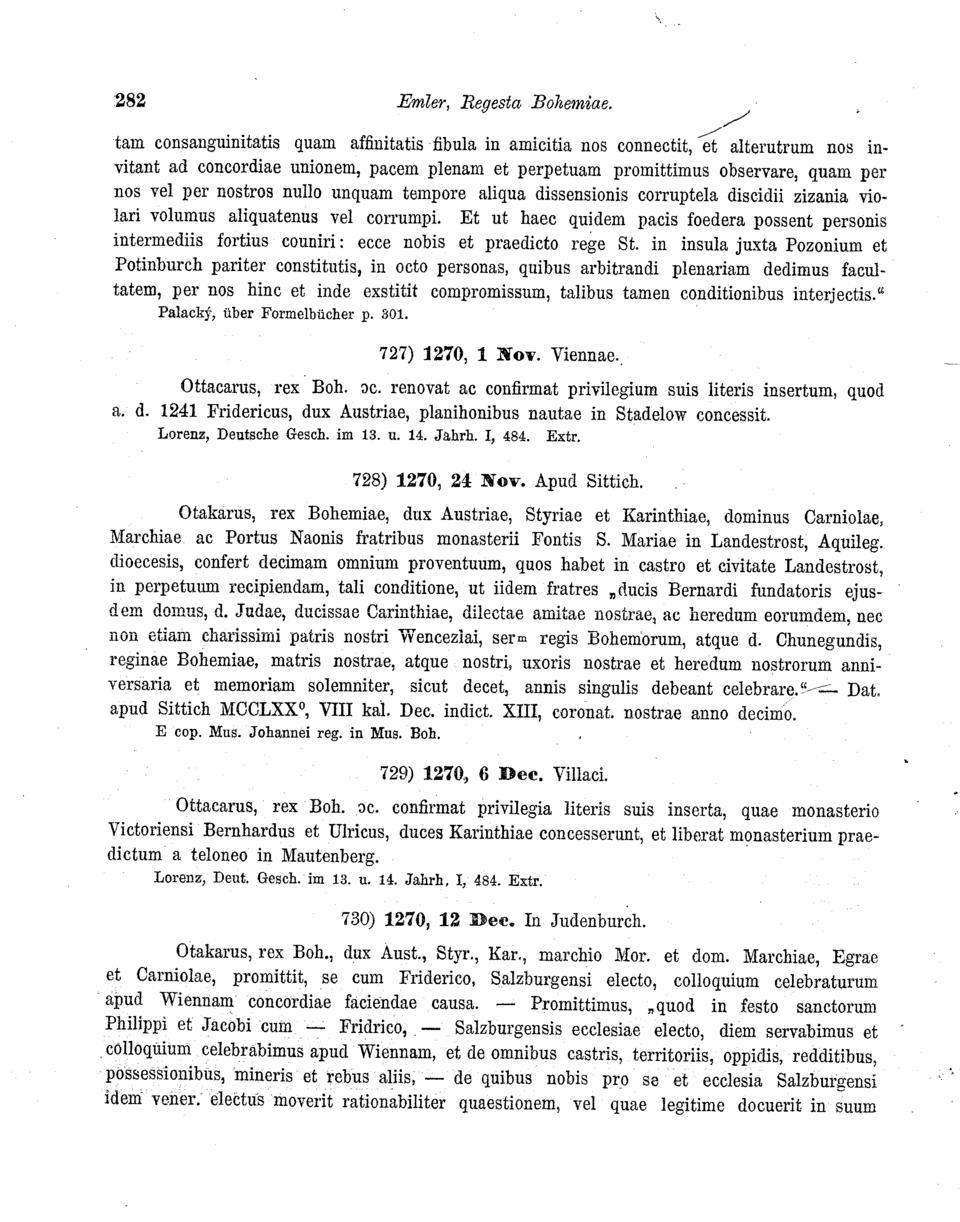 282 Emler, Regesta Bohemiae.
tam consanguinitatis quam affinitatis fibula in amicitia nos connectit, et alterutrum nos in-
vitant ad concordiae unionem, pacem plenam et perpetuam promittimus observare, quam per
nos vel per nostros nullo unquam tempore aliqua dissensionis corruptela discidii zizania vio-
lari volumus aliquatenus vel corrumpi. Et ut haec quidem pacis foedera possent personis
intermediis fortius couniri: ecce nobis et praedicto rege St. in insula juxta Pozonium et
Potinburch pariter constitutis, in octo personas, quibus arbitrandi plenariam dedimus facul-
tatem, per nos hinc et inde exstitit compromissum, talibus tamen conditionibus interjectis.“
Palacký, über Formelbücher p. 301.
727) 1270, 1 Nov. Viennae.
Ottacarus, rex Boh. ɔc. renovat ac confirmat privilegium suis literis insertum, quod
a. d. 1241 Fridericus, dux Austriae, planihonibus nautae in Stadelow concessit.
Lorenz, Deutsche Gesch. im 13. u. 14. Jahrh. I, 484. Extr.
728) 1270, 24 Nov. Apud Sittich.
Otakarus, rex Bohemiae, dux Austriae, Styriae et Karinthiae, dominus Carniolae,
Marchiae ac Portus Naonis fratribus monasterii Fontis S. Mariae in Landestrost, Aquileg.
dioecesis, confert decimam omnium proventuum, quos habet in castro et civitate Landestrost,
in perpetuum recipiendam, tali conditione, ut iidem fratres „ducis Bernardi fundatoris ejus-
dem domus, d. Judae, ducissae Carinthiae, dilectae amitae nostrae, ac heredum eorumdem, nec
non etiam charissimi patris nostri Wencezlai, serᵐ regis Bohemorum, atque d. Chunegundis,
reginae Bohemiae, matris nostrae, atque nostri, uxoris nostrae et heredum nostrorum anni-
versaria et memoriam solemniter, sicut decet, annis singulis debeant celebrare.“ — Dat.
apud Sittich MCCLXX⁰, VIII kal. Dec. indict. XIII, coronat. nostrae anno decimo.
E cop. Mus. Johannei reg. in Mus. Boh.
729) 1270, 6 Dec. Villaci.
Ottacarus, rex Boh. ɔc. confirmat privilegia literis suis inserta, quae monasterio
Victoriensi Bernhardus et Ulricus, duces Karinthiae concesserunt, et liberat monasterium prae-
dictum a teloneo in Mautenberg.
Lorenz, Deut. Gesch. im 13. u. 14. Jahrh, I, 484. Extr.
730) 1270, 12 Dec. In Judenburch.
Otakarus, rex Boh., dux Aust., Styr., Kar., marchio Mor. et dom. Marchiae, Egrae
et Carniolae, promittit, se cum Friderico, Salzburgensi electo, colloquium celebraturum
apud Wiennam concordiae faciendae causa. — Promittimus, „quod in festo sanctorum
Philippi et Jacobi cum — Fridrico, — Salzburgensis ecclesiae electo, diem servabimus et
colloquium celebrabimus apud Wiennam, et de omnibus castris, territoriis, oppidis, redditibus,
possessionibus, mineris et rebus aliis, — de quibus nobis pro se et ecclesia Salzburgensi
idem vener. electus moverit rationabiliter quaestionem, vel quae legitime docuerit in suum